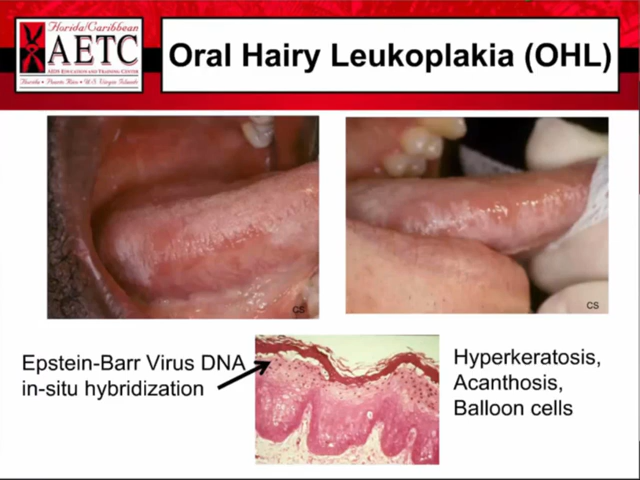 Florida/Caribbean
AETC
AIDS EDUCATION AND TRAINING CENTER
Florida • Puerto Rico • U.S. Virgin Islands
Oral Hairy Leukoplakia (OHL)
CS
CS
Epstein-Barr Virus DNA
in-situ hybridization
Hyperkeratosis,
Acanthosis,
Balloon cells